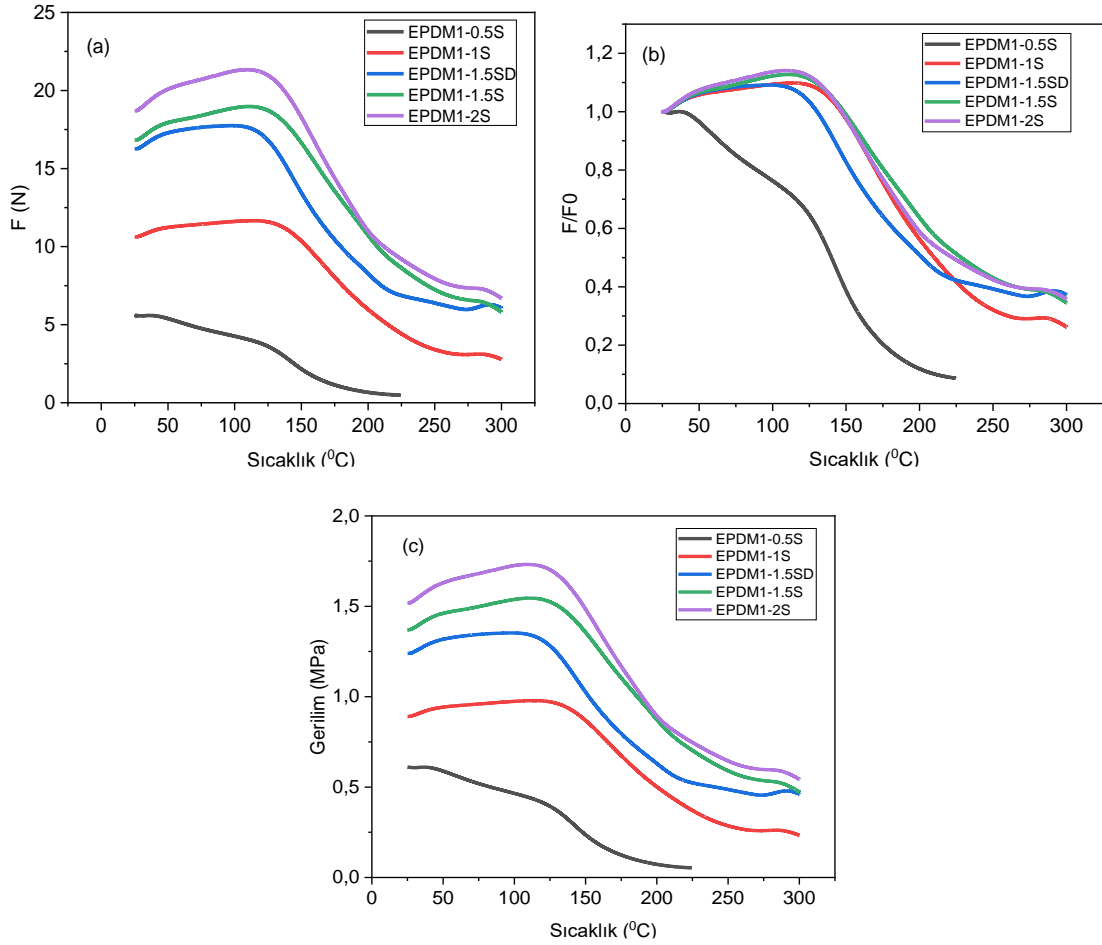 (a)
EPDM1-0.5S
EPDM1-1S
EPDM1-1.5SD
EPDM1-1.5S
EPDM1-2S
25
20
15
10
5
0
F (N)
0 50 100 150 200 250 300
Sıcaklık (⁰C)
(b)
EPDM1-0.5S
EPDM1-1S
EPDM1-1.5SD
EPDM1-1.5S
EPDM1-2S
1,2
1,0
0,8
0,6
0,4
0,2
0,0
F/F0
0 50 100 150 200 250 300
Sıcaklık (⁰C)
(c)
EPDM1-0.5S
EPDM1-1S
EPDM1-1.5SD
EPDM1-1.5S
EPDM1-2S
2,0
1,5
1,0
0,5
0,0
Gerilim (MPa)
0 50 100 150 200 250 300
Sıcaklık (⁰C)